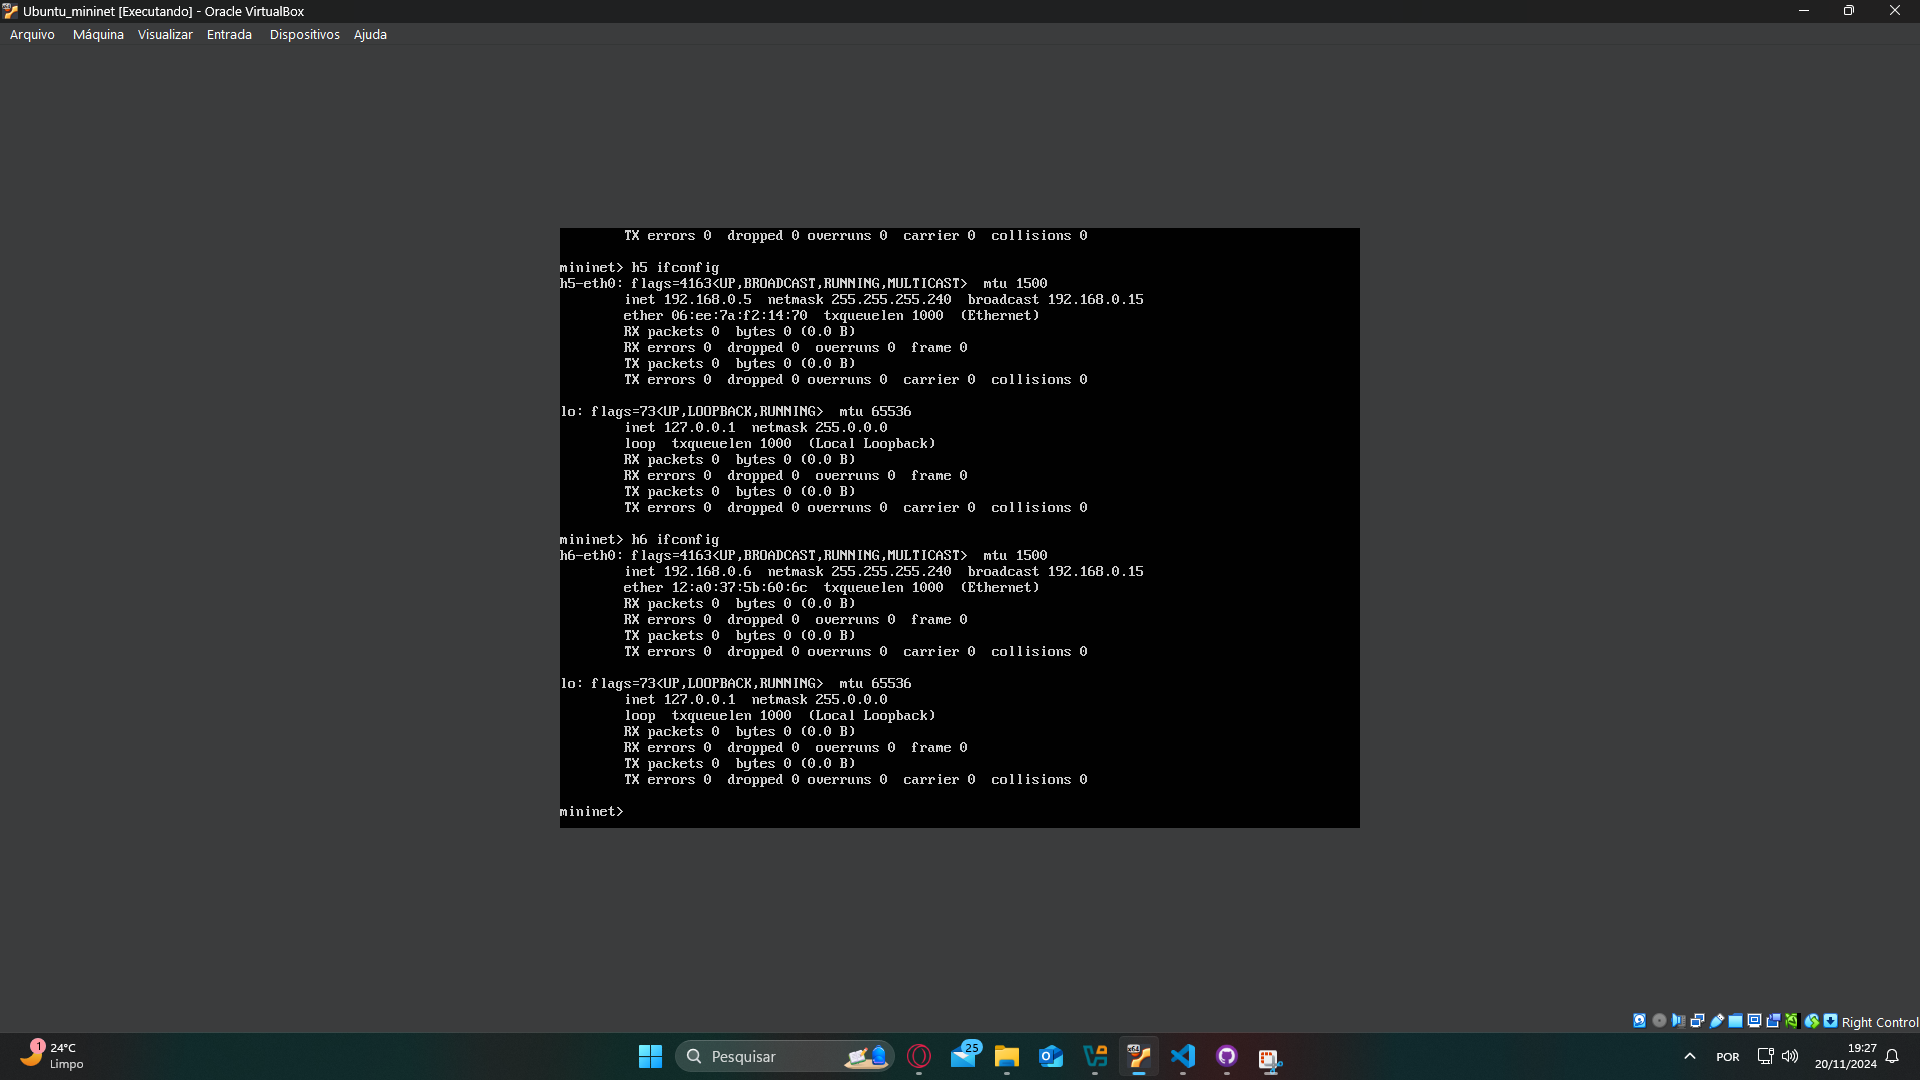 Ubuntu_mininet [Executando] - Oracle VirtualBox
Arquivo Máquina Visualizar Entrada Dispositivos Ajuda
TX errors 0  dropped 0 overruns 0  carrier 0  collisions 0
mininet> h5 ifconfig
h5-eth0: flags=4163<UP,BROADCAST,RUNNING,MULTICAST>  mtu 1500
inet 192.168.0.5  netmask 255.255.255.240  broadcast 192.168.0.15
ether 06:ee:7a:f2:14:70  txqueuelen 1000  (Ethernet)
RX packets 0  bytes 0 (0.0 B)
RX errors 0  dropped 0  overruns 0  frame 0
TX packets 0  bytes 0 (0.0 B)
TX errors 0  dropped 0 overruns 0  carrier 0  collisions 0
lo: flags=73<UP,LOOPBACK,RUNNING>  mtu 65536
inet 127.0.0.1  netmask 255.0.0.0
loop  txqueuelen 1000  (Local Loopback)
RX packets 0  bytes 0 (0.0 B)
RX errors 0  dropped 0  overruns 0  frame 0
TX packets 0  bytes 0 (0.0 B)
TX errors 0  dropped 0 overruns 0  carrier 0  collisions 0
mininet> h6 ifconfig
h6-eth0: flags=4163<UP,BROADCAST,RUNNING,MULTICAST>  mtu 1500
inet 192.168.0.6  netmask 255.255.255.240  broadcast 192.168.0.15
ether 12:a0:37:5b:60:6c  txqueuelen 1000  (Ethernet)
RX packets 0  bytes 0 (0.0 B)
RX errors 0  dropped 0  overruns 0  frame 0
TX packets 0  bytes 0 (0.0 B)
TX errors 0  dropped 0 overruns 0  carrier 0  collisions 0
lo: flags=73<UP,LOOPBACK,RUNNING>  mtu 65536
inet 127.0.0.1  netmask 255.0.0.0
loop  txqueuelen 1000  (Local Loopback)
RX packets 0  bytes 0 (0.0 B)
RX errors 0  dropped 0  overruns 0  frame 0
TX packets 0  bytes 0 (0.0 B)
TX errors 0  dropped 0 overruns 0  carrier 0  collisions 0
mininet>
Right Control
1
24°C
Limpo
Pesquisar
25
POR
19:27
20/11/2024